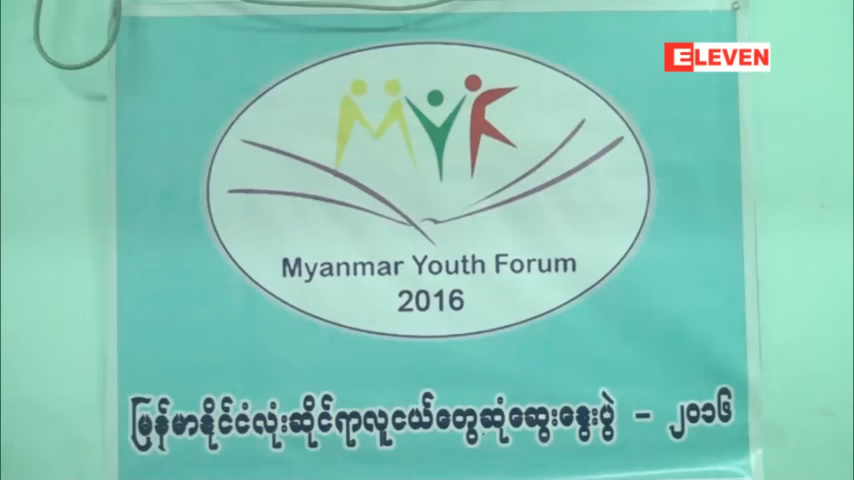 ELEVEN
MYF
Myanmar Youth Forum
2016
မြန်မာနိုင်ငံလုံးဆိုင်ရာလူငယ်တွေ့ဆုံဆွေးနွေးပွဲ - ၂၀၁၆